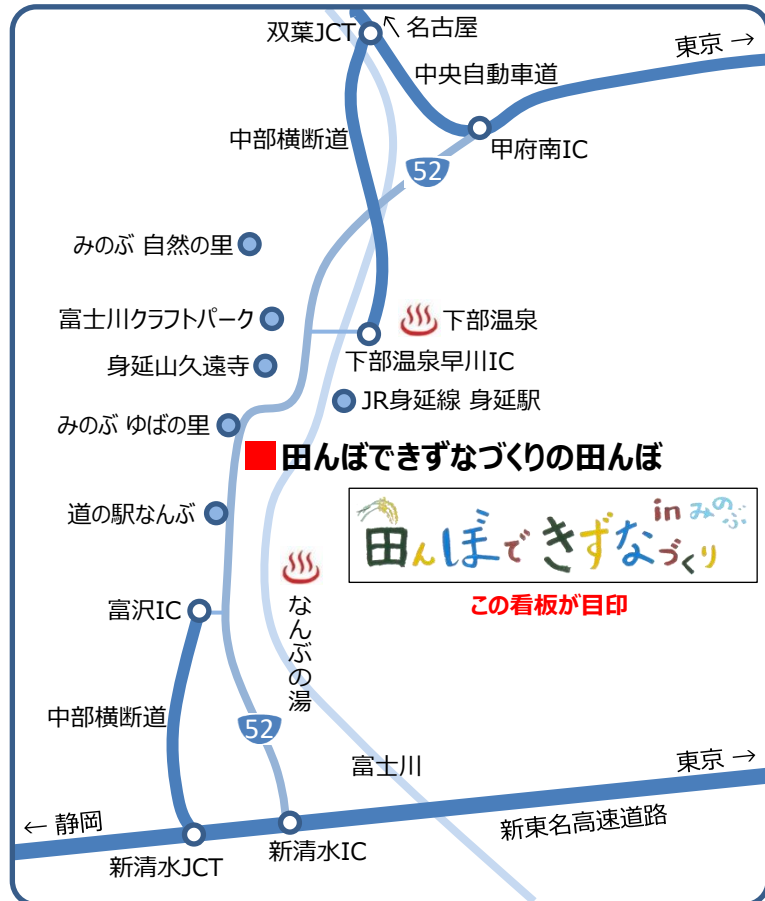 双葉JCT
↖ 名古屋
東京 →
中央自動車道
中部横断道
甲府南IC
52
みのぶ 自然の里
富士川クラフトパーク
下部温泉
下部温泉早川IC
身延山久遠寺
JR身延線 身延駅
みのぶ ゆばの里
田んぼできずなづくりの田んぼ
道の駅なんぶ
田んぼできずなづくり
in みのぶ
この看板が目印
なんぶの湯
富沢IC
中部横断道
52
富士川
東京 →
← 静岡
新東名高速道路
新清水IC
新清水JCT